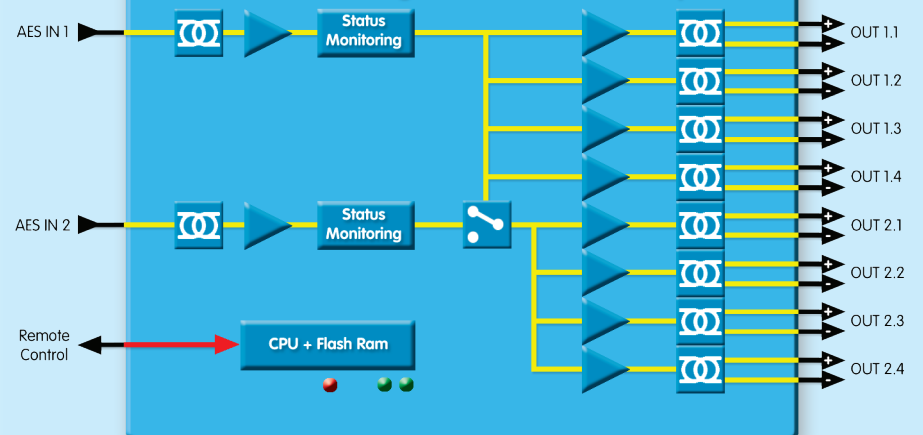 AES IN 1
Status
Monitoring
+
-
OUT 1.1
+
-
OUT 1.2
+
-
OUT 1.3
+
-
OUT 1.4
AES IN 2
Status
Monitoring
+
-
OUT 2.1
+
-
OUT 2.2
+
-
OUT 2.3
Remote
Control
CPU + Flash Ram
+
-
OUT 2.4